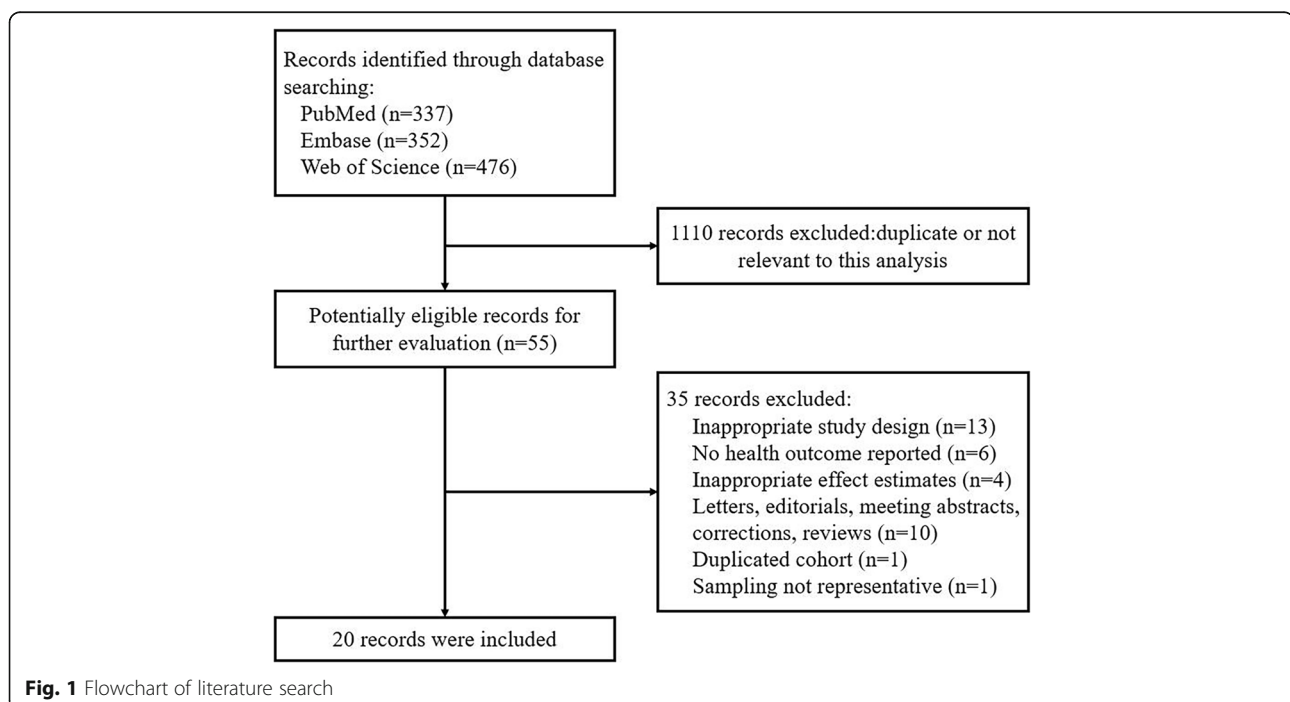 Records identified through database
searching:
PubMed (n=337)
Embase (n=352)
Web of Science (n=476)
1110 records excluded:duplicate or not
relevant to this analysis
Potentially eligible records for
further evaluation (n=55)
35 records excluded:
Inappropriate study design (n=13)
No health outcome reported (n=6)
Inappropriate effect estimates (n=4)
Letters, editorials, meeting abstracts,
corrections, reviews (n=10)
Duplicated cohort (n=1)
Sampling not representative (n=1)
20 records were included
Fig. 1 Flowchart of literature search